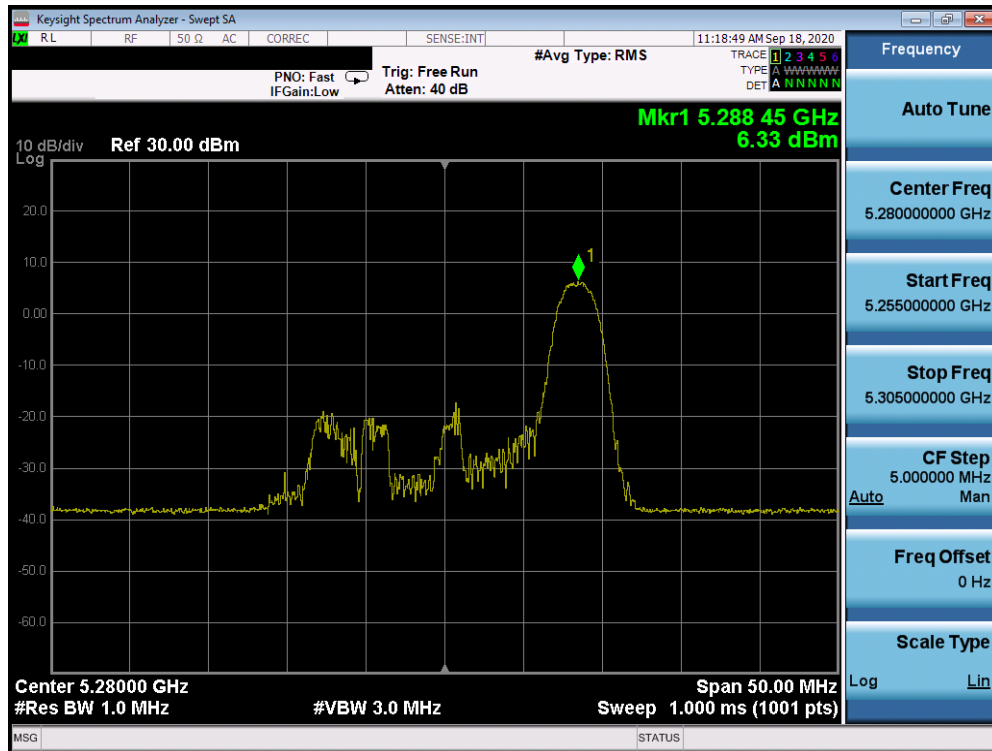 Keysight Spectrum Analyzer - Swept SA
LXI RL RF 50 Ω AC CORREC SENSE:INT 11:18:49 AM Sep 18, 2020
#Avg Type: RMS TRACE 1 2 3 4 5 6
PNO: Fast Trig: Free Run TYPE A WWWWW
IFGain:Low Atten: 40 dB DET A N N N N N
Mkr1 5.288 45 GHz
6.33 dBm
10 dB/div Ref 30.00 dBm
Log
20.0
1
10.0
0.00
-10.0
-20.0
-30.0
-40.0
-50.0
-60.0
Center 5.28000 GHz Span 50.00 MHz
#Res BW 1.0 MHz #VBW 3.0 MHz Sweep 1.000 ms (1001 pts)
MSG STATUS
Frequency
Auto Tune
Center Freq
5.280000000 GHz
Start Freq
5.255000000 GHz
Stop Freq
5.305000000 GHz
CF Step
5.000000 MHz
Auto Man
Freq Offset
0 Hz
Scale Type
Log Lin